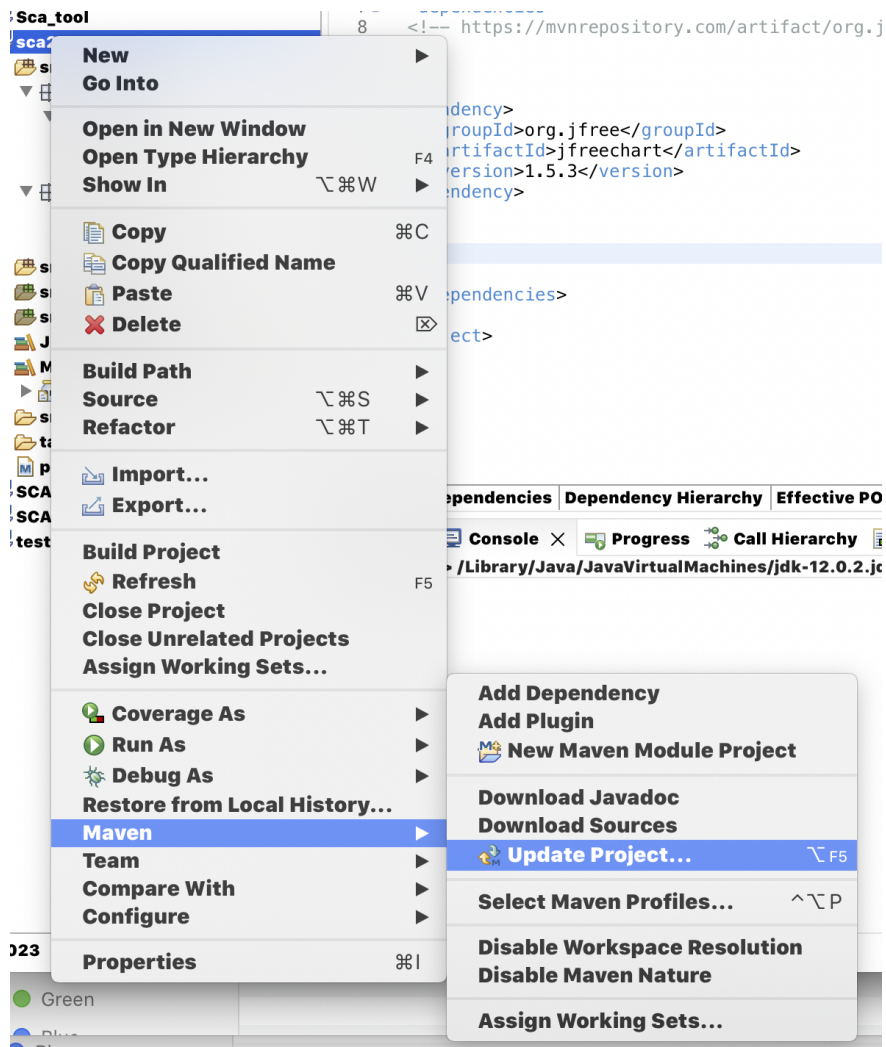 Sca_tool
sca2
8 <!-- https://mvnrepository.com/artifact/org.j
New
Go Into
Open in New Window
Open Type Hierarchy F4
Show In ⌥⌘W
Copy ⌘C
Copy Qualified Name
Paste ⌘V
Delete ⌦
Build Path
Source ⌥⌘S
Refactor ⌥⌘T
Import...
Export...
Build Project
Refresh F5
Close Project
Close Unrelated Projects
Assign Working Sets...
Coverage As
Run As
Debug As
Restore from Local History...
Maven
Team
Compare With
Configure
Properties ⌘I
dency>
groupId>org.jfree</groupId>
artifactId>jfreechart</artifactId>
version>1.5.3</version>
endency>
ependencies>
ect>
SCA
SCA
test
ependencies Dependency Hierarchy Effective PO
Console Progress Call Hierarchy
/Library/Java/JavaVirtualMachines/jdk-12.0.2.jd
Add Dependency
Add Plugin
New Maven Module Project
Download Javadoc
Download Sources
Update Project... ⌥F5
Select Maven Profiles... ^⌥P
Disable Workspace Resolution
Disable Maven Nature
Assign Working Sets...
023
Green